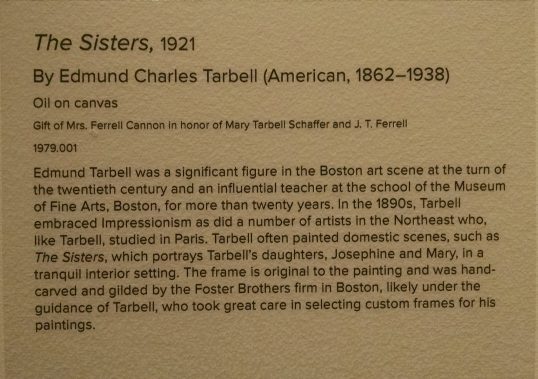 The Sisters, 1921
By Edmund Charles Tarbell (American, 1862–1938)
Oil on canvas
Gift of Mrs. Ferrell Cannon in honor of Mary Tarbell Schaffer and J. T. Ferrell
1979.001
Edmund Tarbell was a significant figure in the Boston art scene at the turn of
the twentieth century and an influential teacher at the school of the Museum
of Fine Arts, Boston, for more than twenty years. In the 1890s, Tarbell
embraced Impressionism as did a number of artists in the Northeast who,
like Tarbell, studied in Paris. Tarbell often painted domestic scenes, such as
The Sisters, which portrays Tarbell's daughters, Josephine and Mary, in a
tranquil interior setting. The frame is original to the painting and was hand-
carved and gilded by the Foster Brothers firm in Boston, likely under the
guidance of Tarbell, who took great care in selecting custom frames for his
paintings.